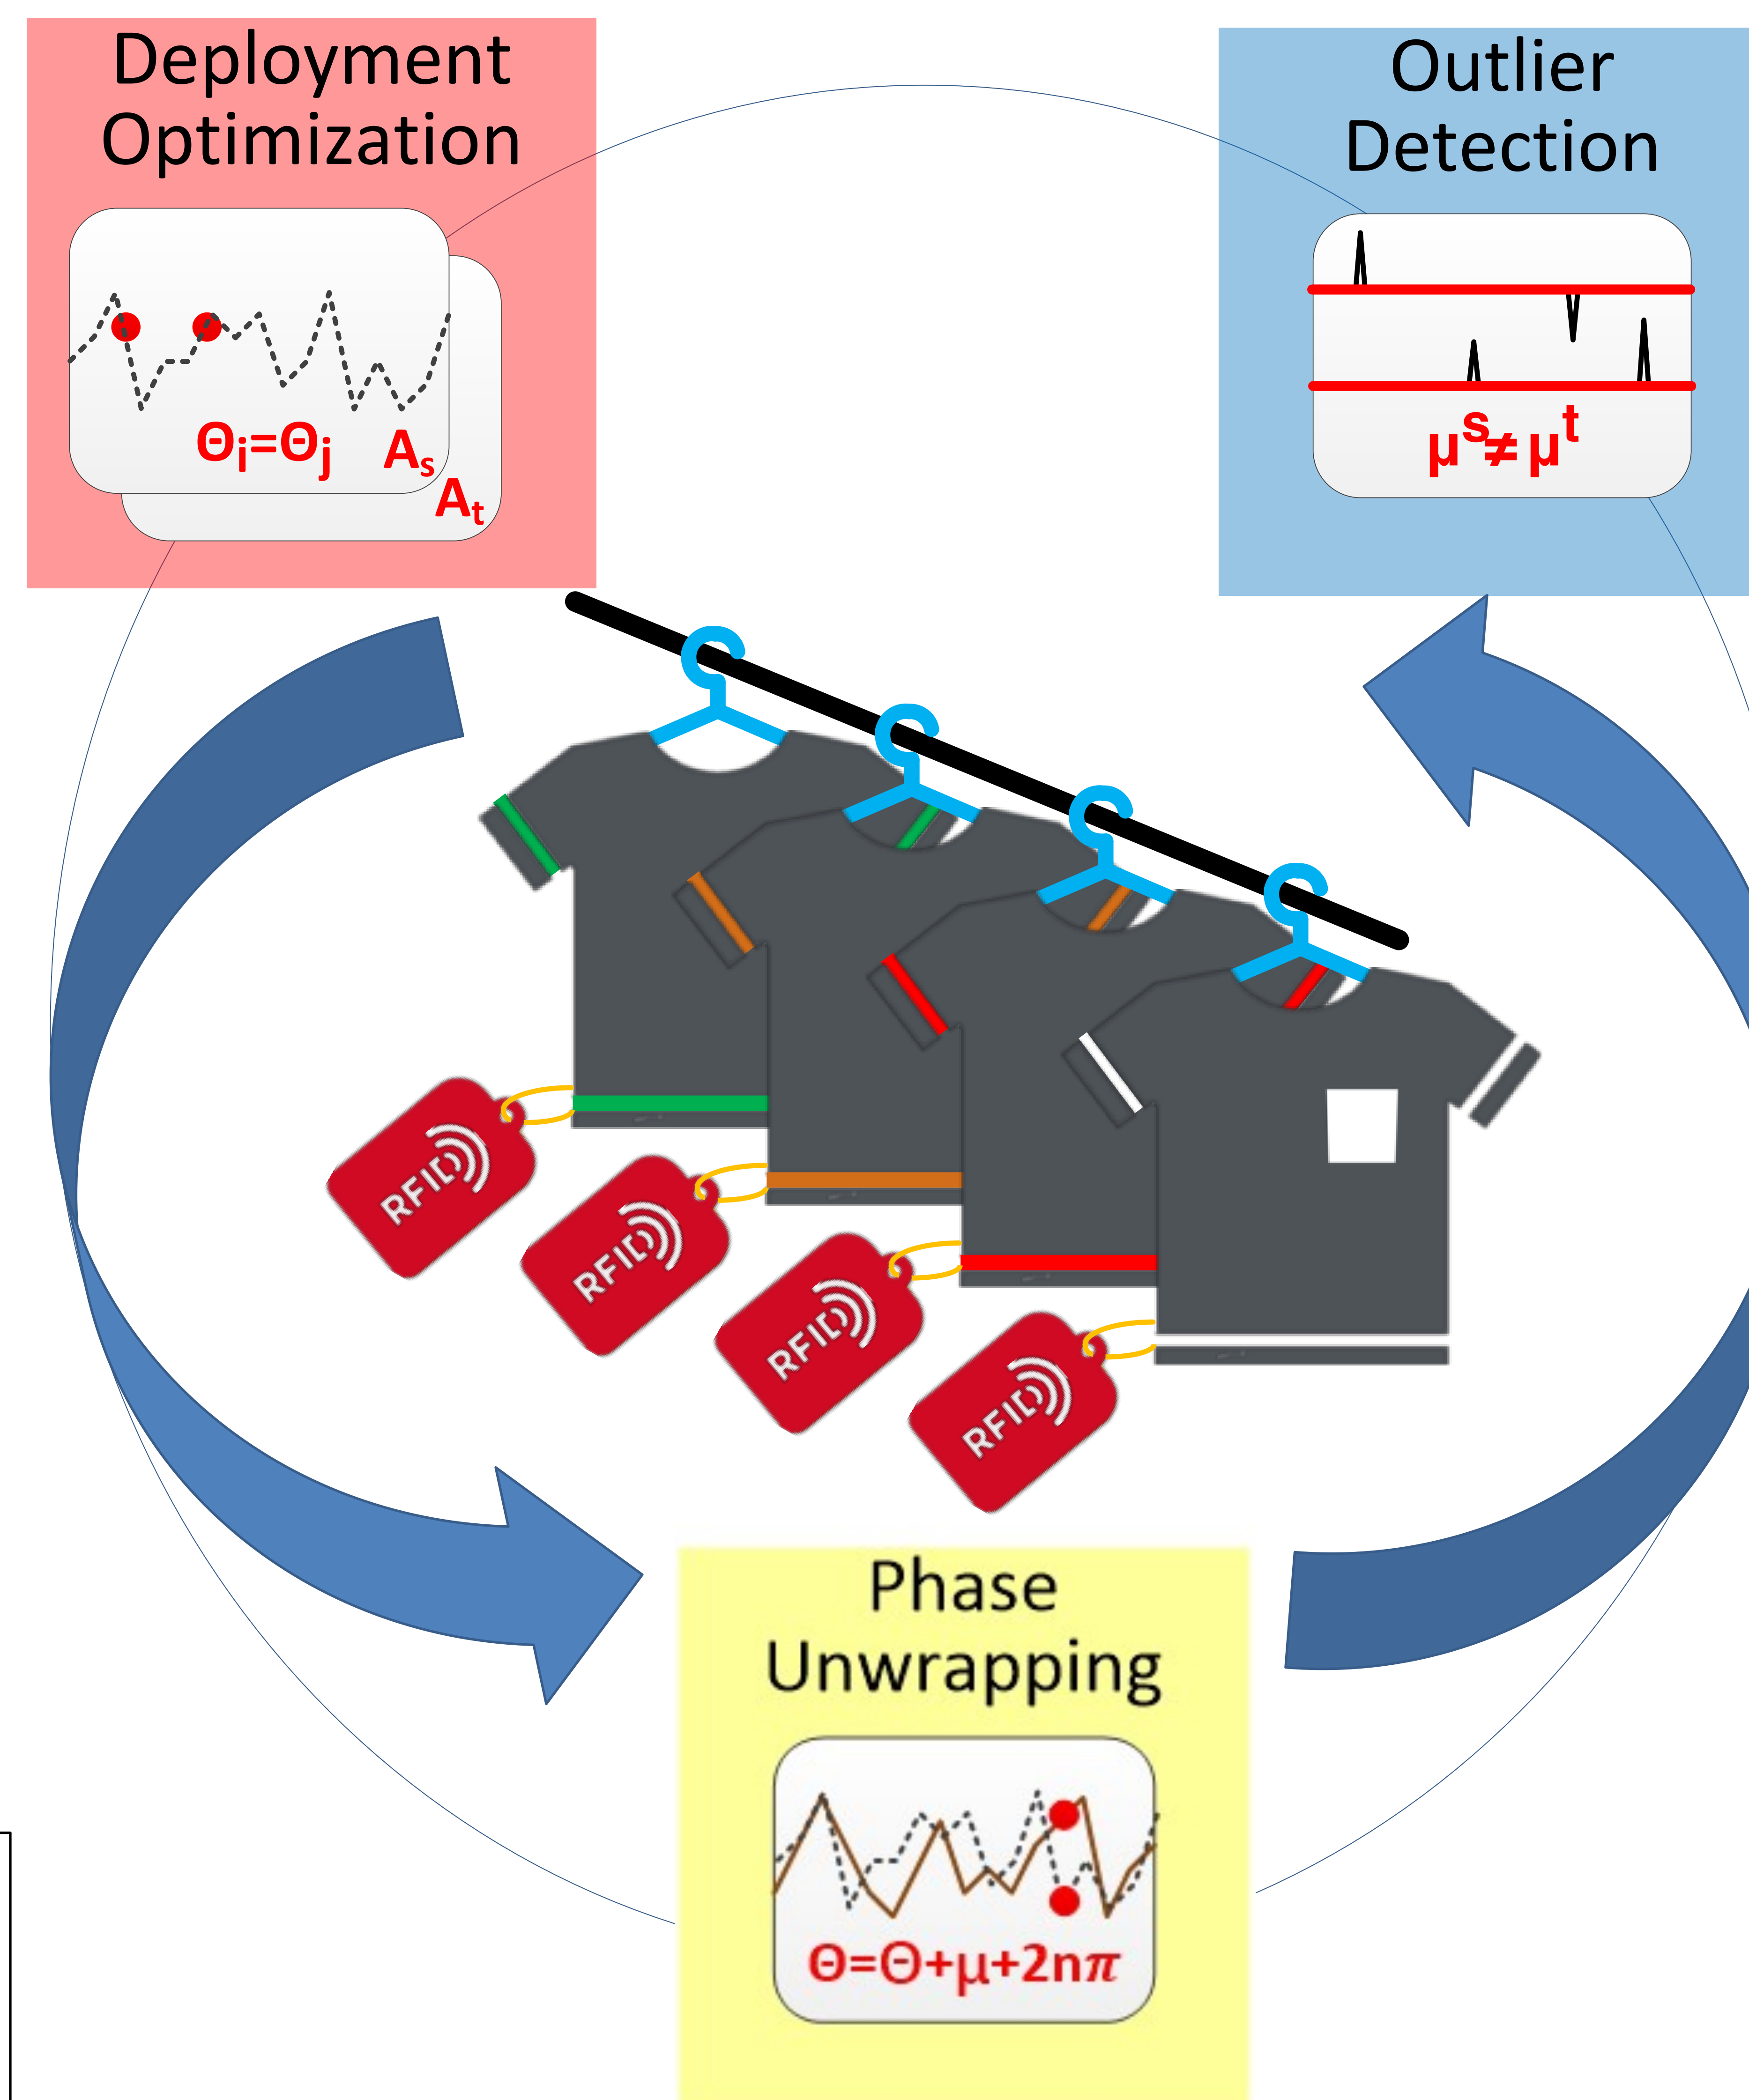 Deployment
Optimization
Θi=Θj
As
At
Outlier
Detection
μs≠ μt
RFID
RFID
RFID
RFID
Phase
Unwrapping
Θ=Θ+μ+2nπ